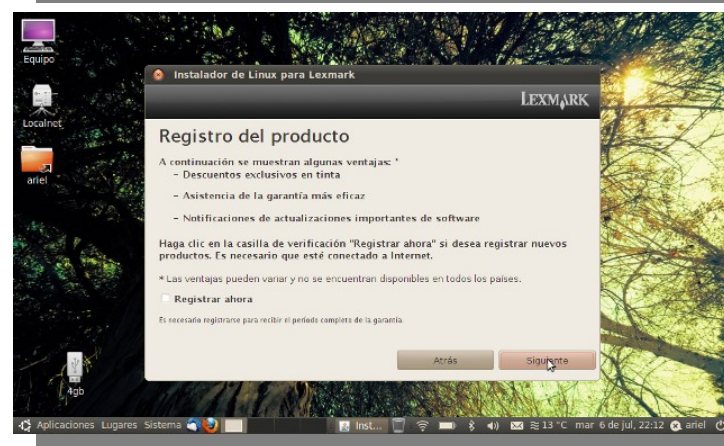 Equipo
Localnet
ariel
4gb
Instalador de Linux para Lexmark
LEXMARK
Registro del producto
A continuación se muestran algunas ventajas: *
– Descuentos exclusivos en tinta
– Asistencia de la garantía más eficaz
– Notificaciones de actualizaciones importantes de software
Haga clic en la casilla de verificación "Registrar ahora" si desea registrar nuevos
productos. Es necesario que esté conectado a Internet.
* Las ventajas pueden variar y no se encuentran disponibles en todos los países.
Registrar ahora
Es necesario registrarse para recibir el período completo de la garantía.
Atrás
Siguiente
Aplicaciones Lugares Sistema Inst... 13 °C mar 6 de jul, 22:12 ariel